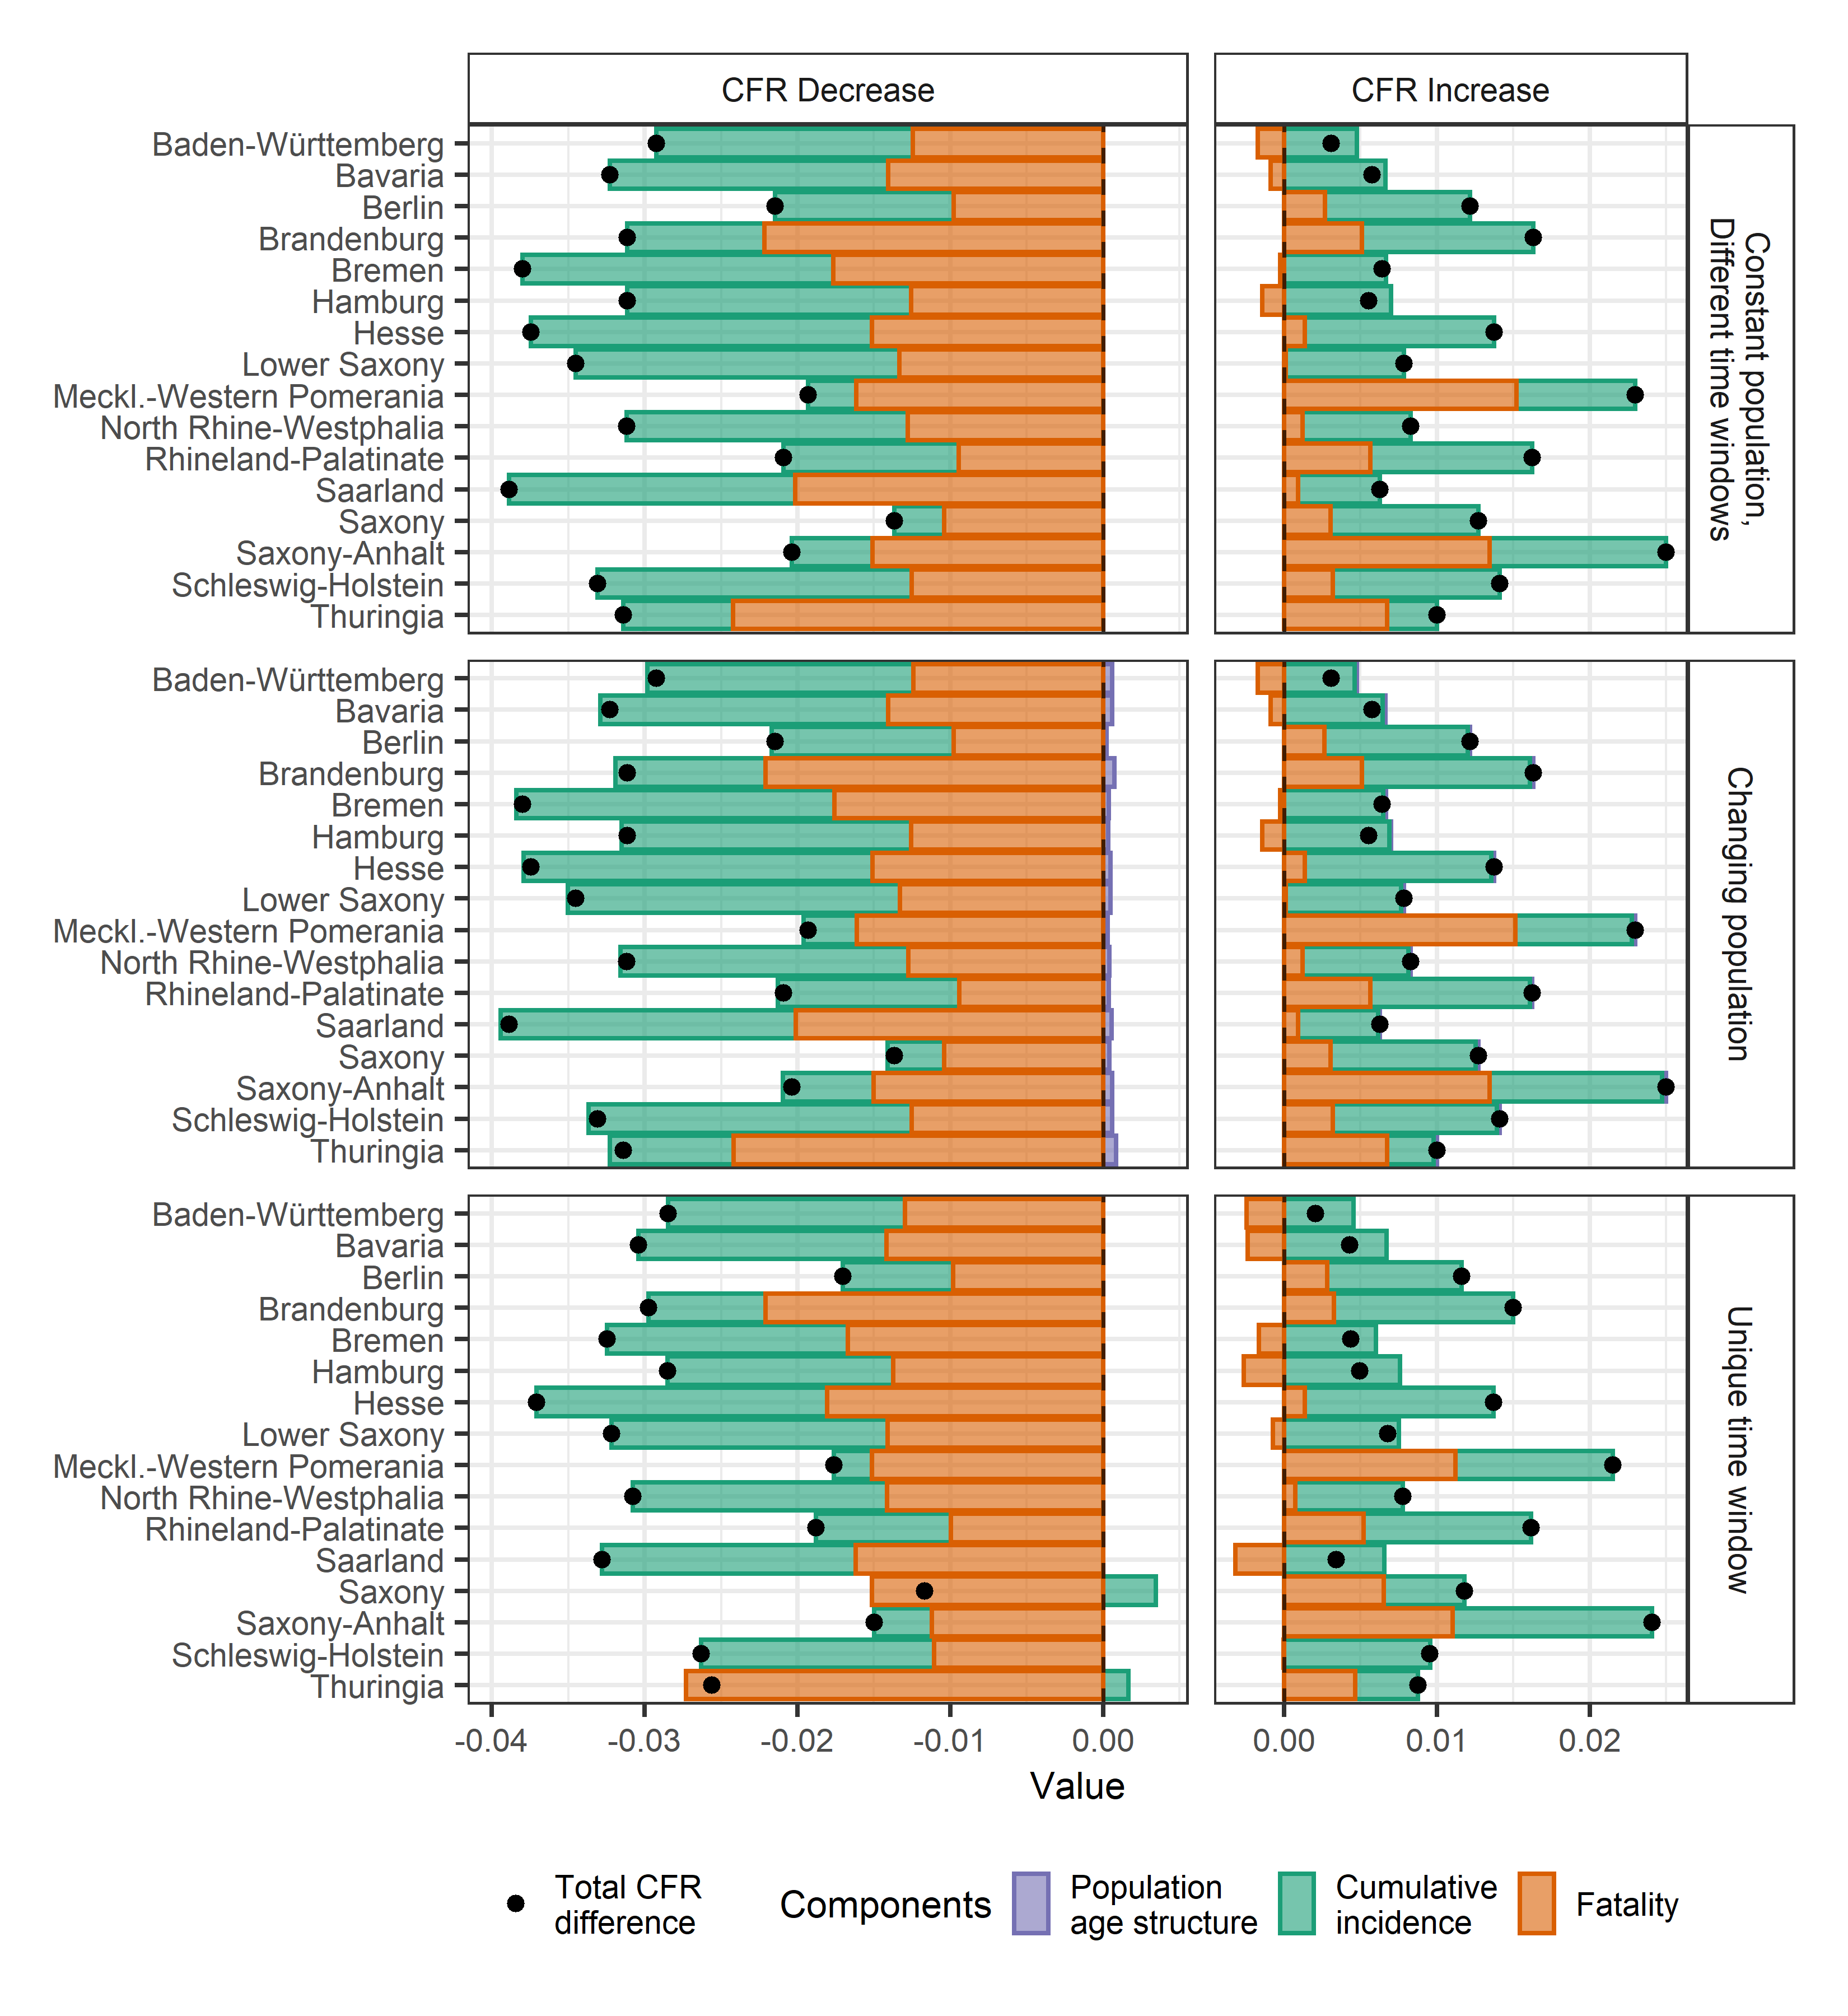 CFR Decrease
CFR Increase
Baden-Württemberg
Bavaria
Berlin
Brandenburg
Bremen
Hamburg
Hesse
Lower Saxony
Meckl.-Western Pomerania
North Rhine-Westphalia
Rhineland-Palatinate
Saarland
Saxony
Saxony-Anhalt
Schleswig-Holstein
Thuringia
Constant population,
Different time windows
Baden-Württemberg
Bavaria
Berlin
Brandenburg
Bremen
Hamburg
Hesse
Lower Saxony
Meckl.-Western Pomerania
North Rhine-Westphalia
Rhineland-Palatinate
Saarland
Saxony
Saxony-Anhalt
Schleswig-Holstein
Thuringia
Changing population
Baden-Württemberg
Bavaria
Berlin
Brandenburg
Bremen
Hamburg
Hesse
Lower Saxony
Meckl.-Western Pomerania
North Rhine-Westphalia
Rhineland-Palatinate
Saarland
Saxony
Saxony-Anhalt
Schleswig-Holstein
Thuringia
Unique time window
-0.04 -0.03 -0.02 -0.01 0.00 0.00 0.01 0.02
Value
Total CFR
difference
Components
Population
age structure
Cumulative
incidence
Fatality